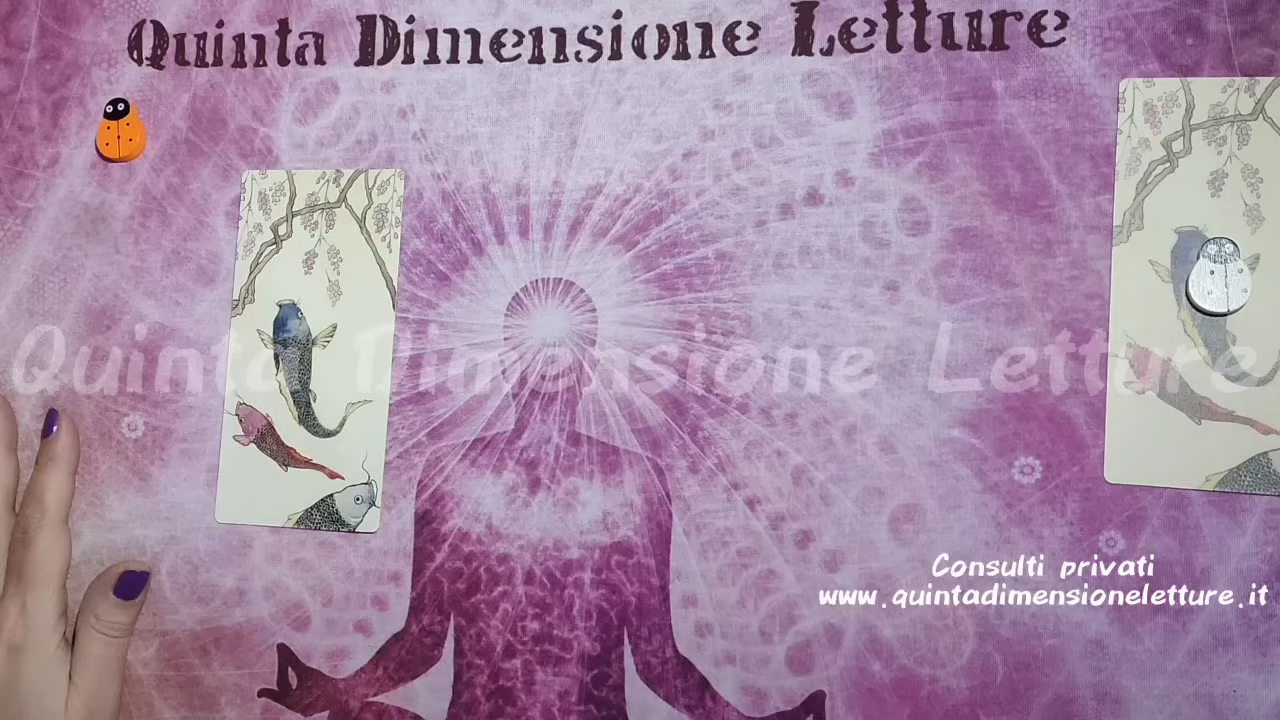 Quinta Dimensione Letture
Quinta Dimensione Letture
Consulti privati
www.quintadimensioneletture.it